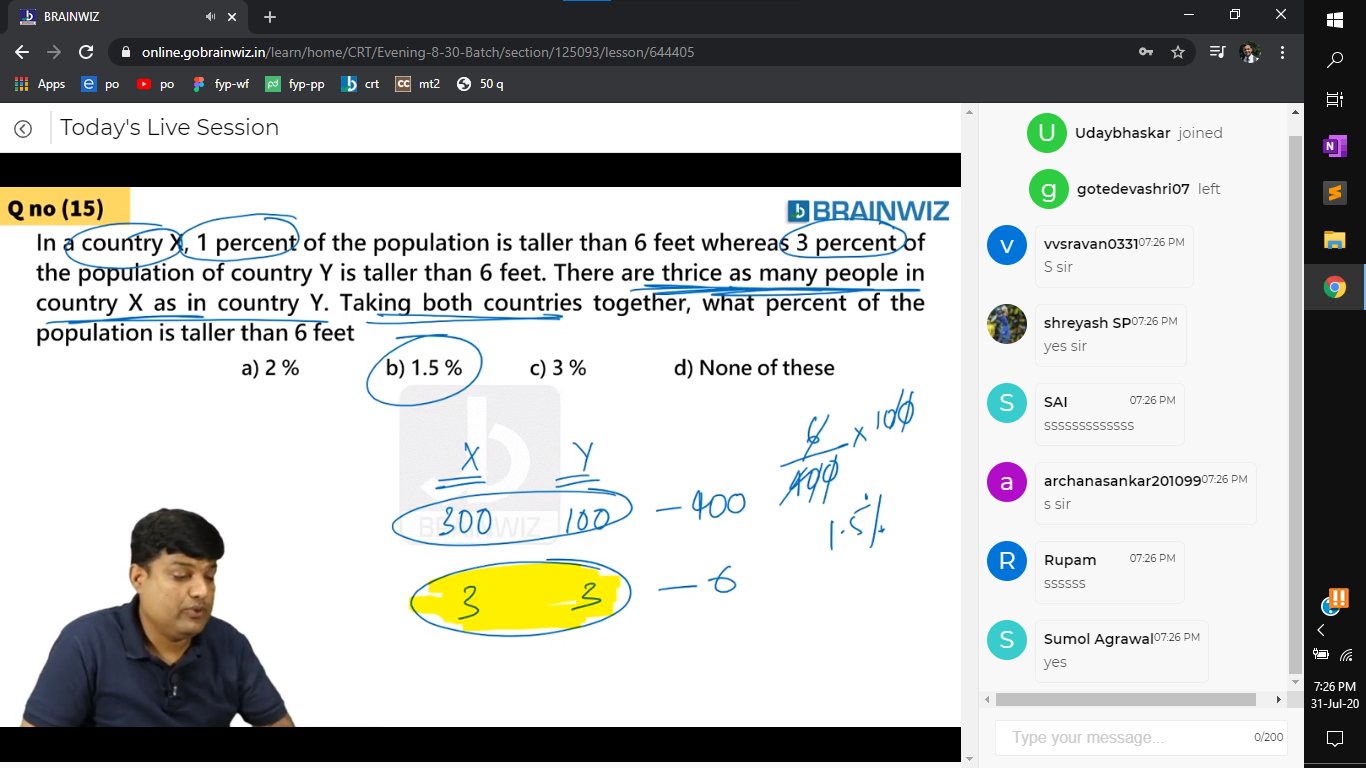 BRAINWIZ
online.gobrainwiz.in/learn/home/CRT/Evening-8-30-Batch/section/125093/lesson/644405
Apps po po fyp-wf fyp-pp crt CC mt2 50 q
Today's Live Session
Q no (15)
BRAINWIZ
In a country X, 1 percent of the population is taller than 6 feet whereas 3 percent of
the population of country Y is taller than 6 feet. There are thrice as many people in
country X as in country Y. Taking both countries together, what percent of the
population is taller than 6 feet
a) 2 % b) 1.5 % c) 3 % d) None of these
X Y
300 100 — 400
3 3 — 6
6/400 x 100
1.5%
BRAINWIZ
U Udaybhaskar joined
g gotedevashri07 left
v vvsravan0331 07:26 PM
S sir
shreyash SP 07:26 PM
yes sir
S SAI 07:26 PM
sssssssssssss
a archanasankar201099 07:26 PM
s sir
R Rupam 07:26 PM
ssssss
S Sumol Agrawal 07:26 PM
yes
Type your message... 0/200
7:26 PM
31-Jul-20